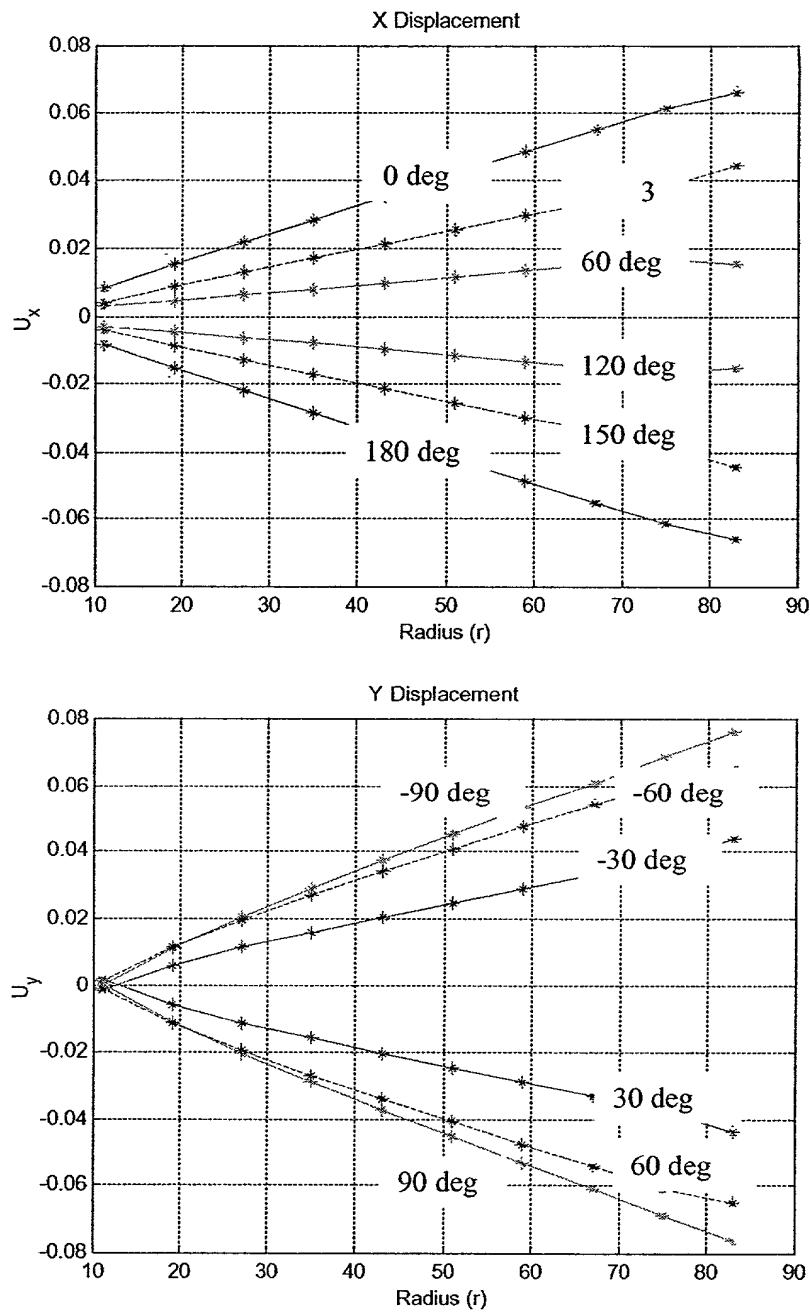 X Displacement
0.08
0.06
0.04
0.02
0
-0.02
-0.04
-0.06
-0.08
U_x
0 deg
3
60 deg
120 deg
150 deg
180 deg
10 20 30 40 50 60 70 80 90
Radius (r)
Y Displacement
0.08
0.06
0.04
0.02
0
-0.02
-0.04
-0.06
-0.08
U_y
-90 deg
-60 deg
-30 deg
30 deg
60 deg
90 deg
10 20 30 40 50 60 70 80 90
Radius (r)